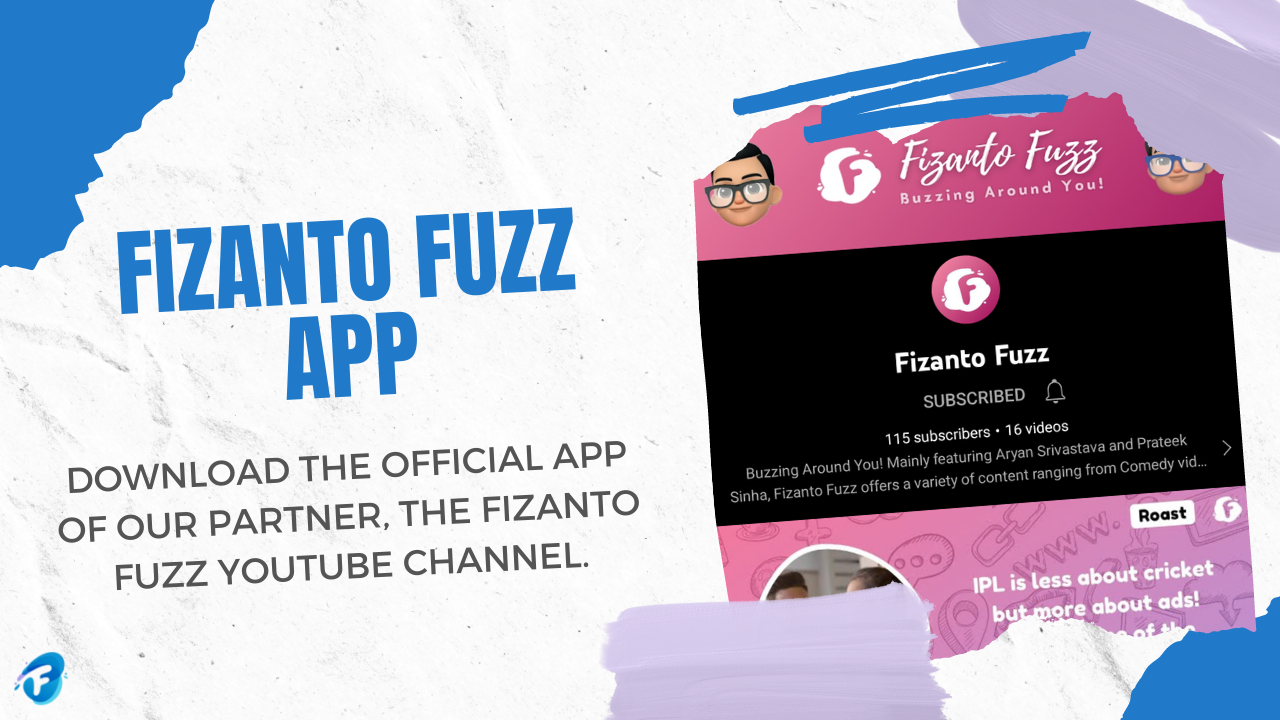 FIZANTO FUZZ
APP
DOWNLOAD THE OFFICIAL APP
OF OUR PARTNER, THE FIZANTO
FUZZ YOUTUBE CHANNEL.
Fizanto Fuzz
Buzzing Around You!
Fizanto Fuzz
SUBSCRIBED
115 subscribers • 16 videos
Buzzing Around You! Mainly featuring Aryan Srivastava and Prateek
Sinha, Fizanto Fuzz offers a variety of content ranging from Comedy vid...
Roast
WWW.
IPL is less about cricket
but more about ads!
of the